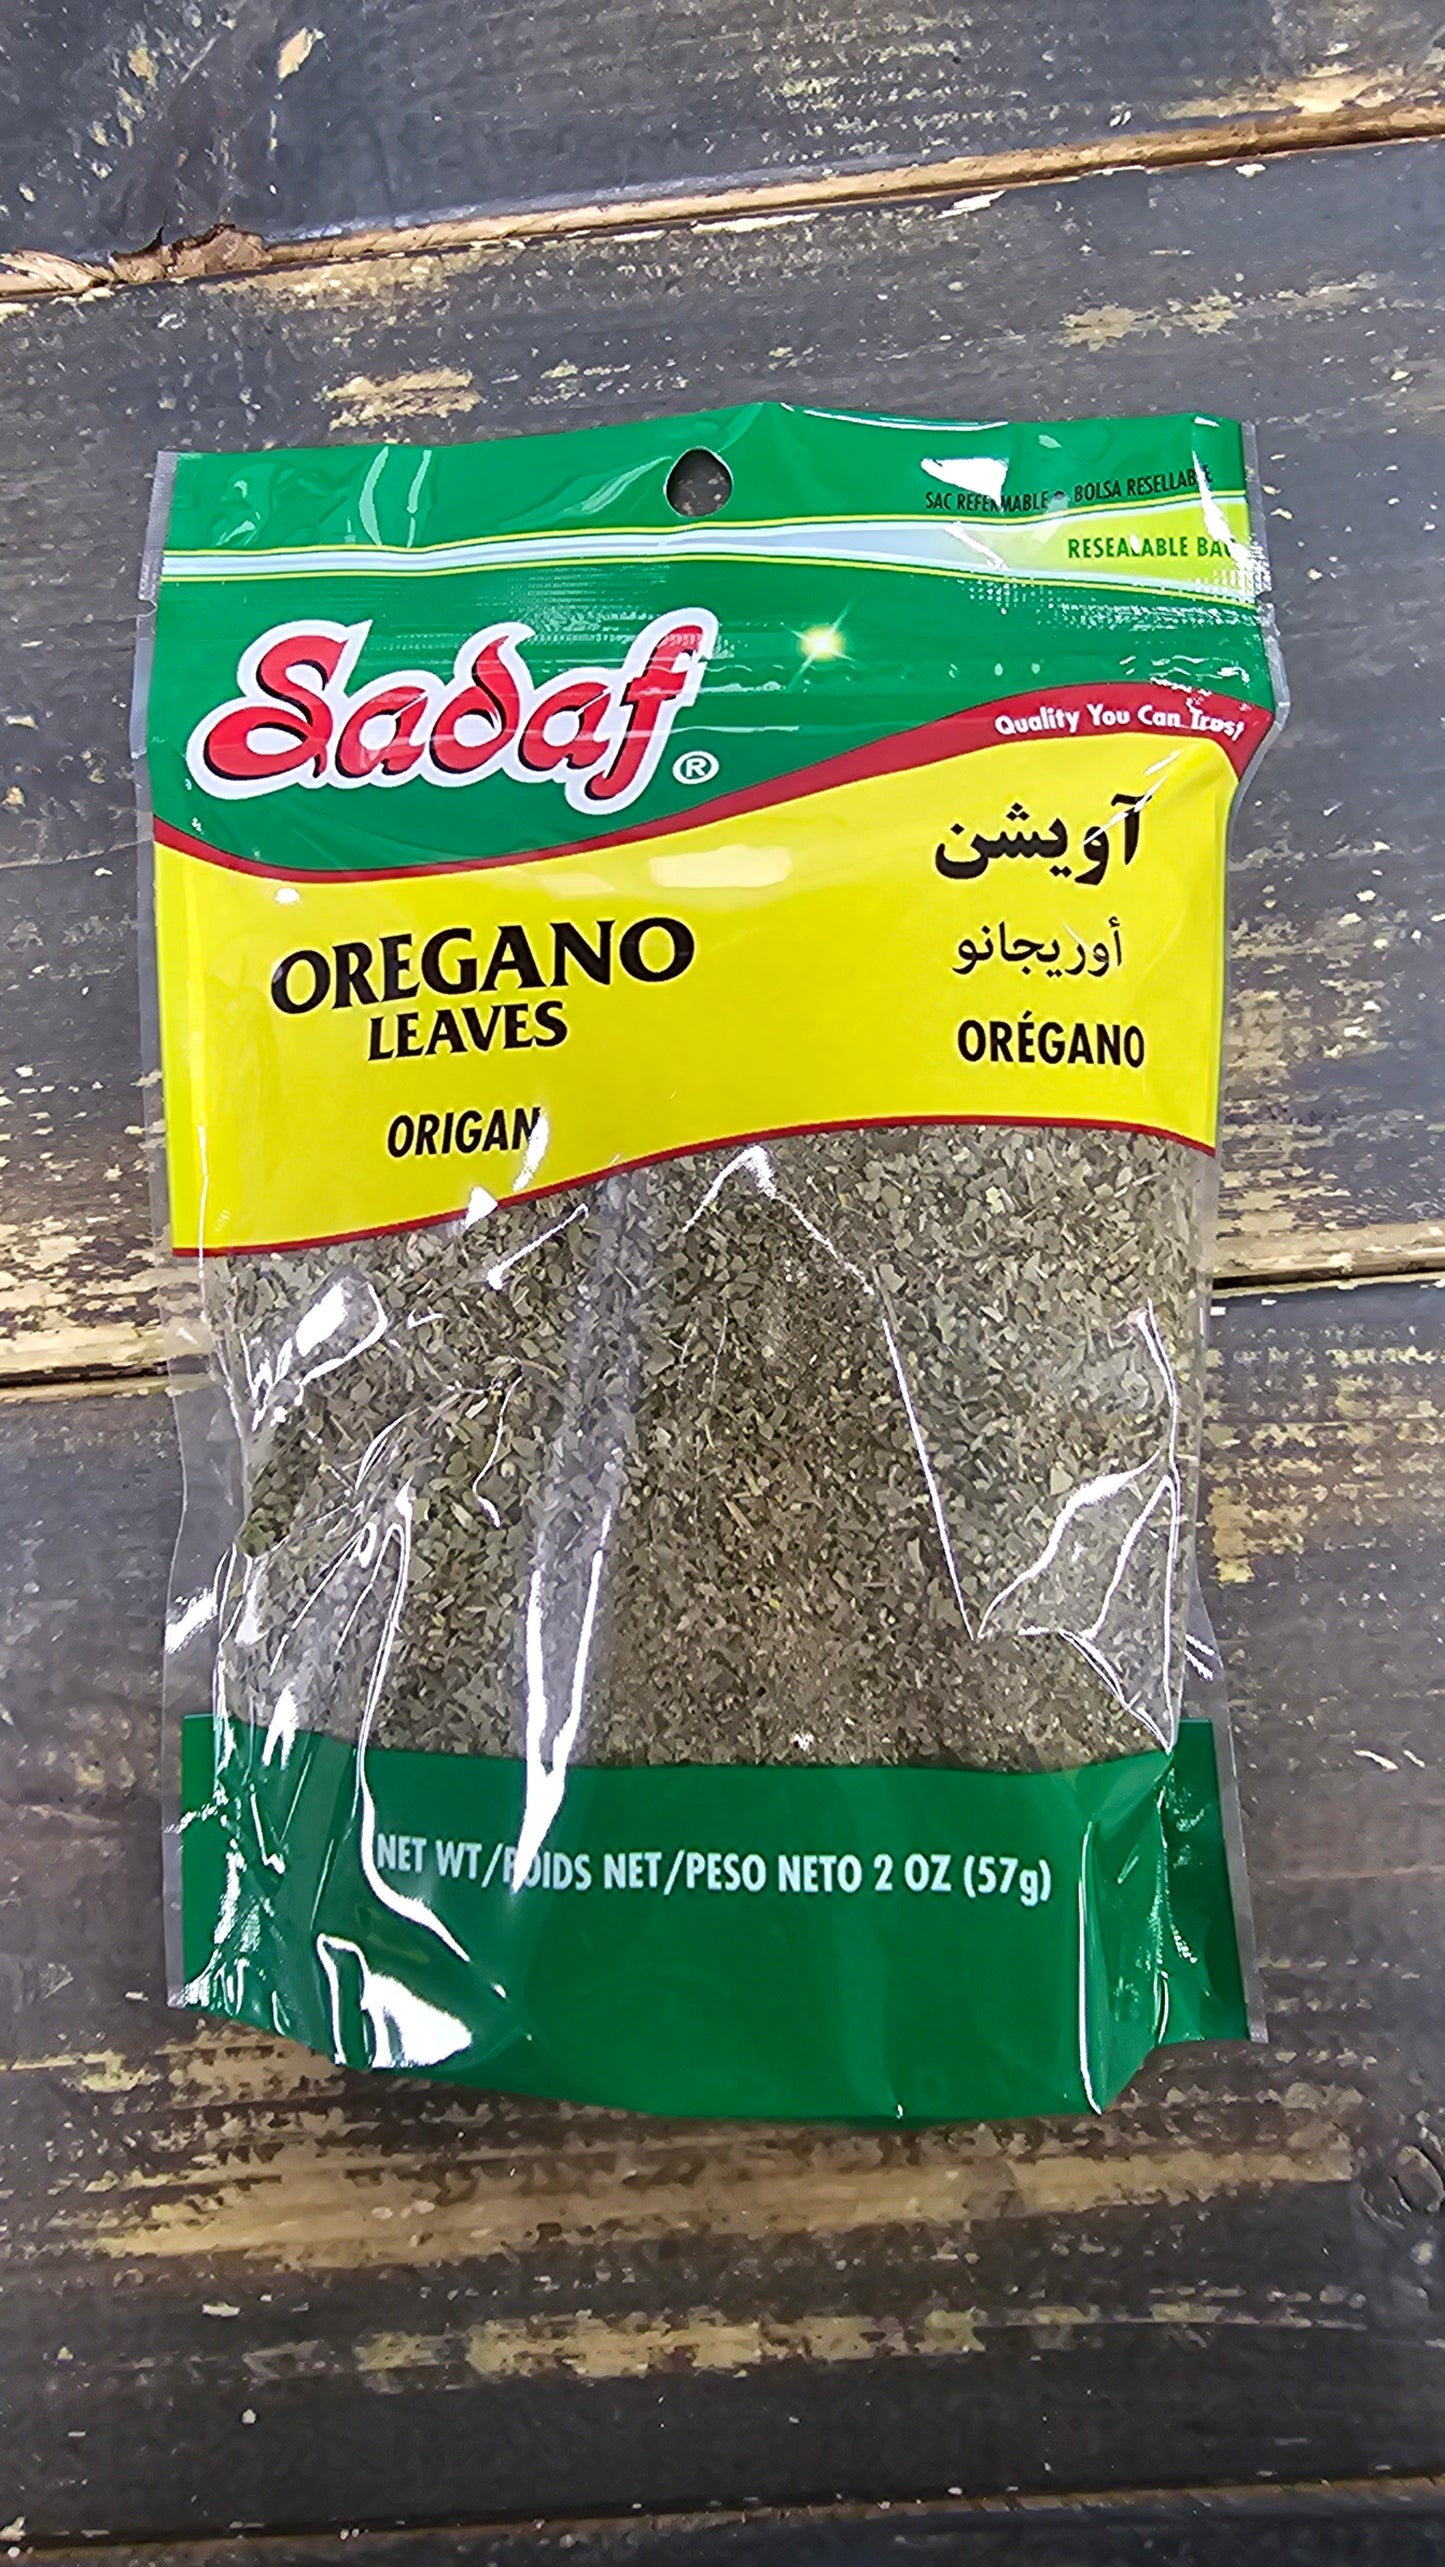 SAC REFERMABLE • BOLSA RESELLABLE
RESEALABLE BAG
Sadaf®
Quality You Can Trust
آویشن
أوريجانو
ORÉGANO
OREGANO
LEAVES
ORIGAN
NET WT/POIDS NET/PESO NETO 2 OZ (57g)